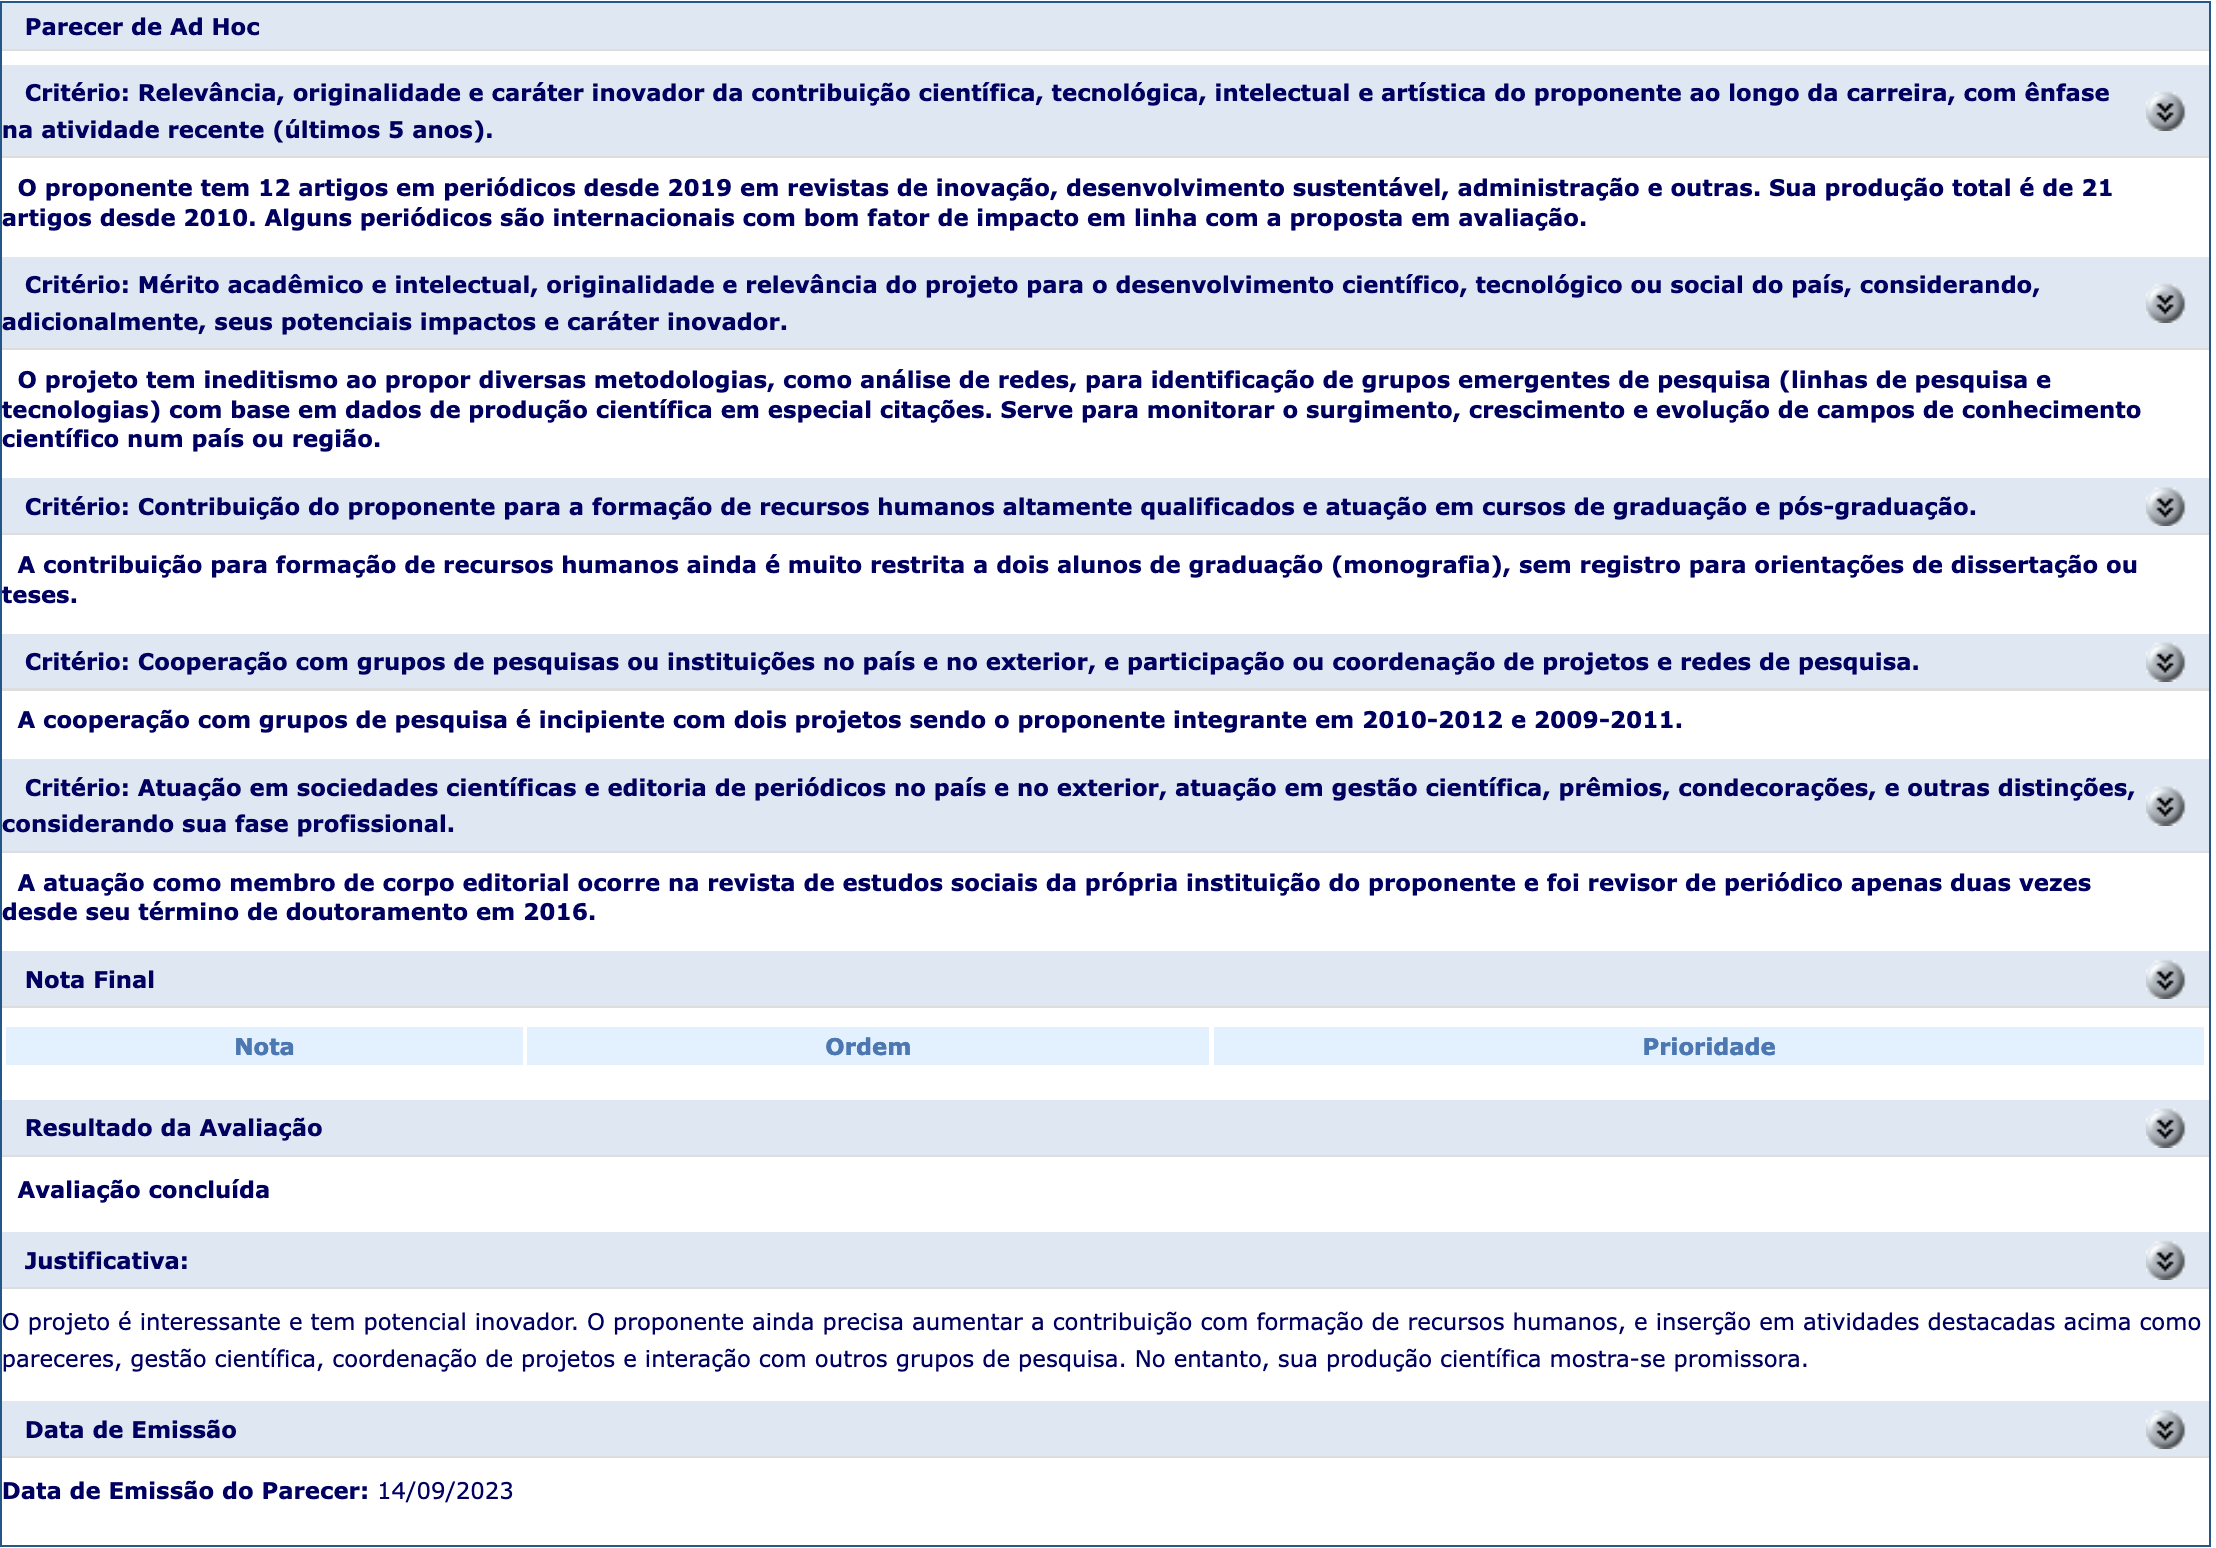 Parecer de Ad Hoc
Critério: Relevância, originalidade e caráter inovador da contribuição científica, tecnológica, intelectual e artística do proponente ao longo da carreira, com ênfase
na atividade recente (últimos 5 anos).
O proponente tem 12 artigos em periódicos desde 2019 em revistas de inovação, desenvolvimento sustentável, administração e outras. Sua produção total é de 21
artigos desde 2010. Alguns periódicos são internacionais com bom fator de impacto em linha com a proposta em avaliação.
Critério: Mérito acadêmico e intelectual, originalidade e relevância do projeto para o desenvolvimento científico, tecnológico ou social do país, considerando,
adicionalmente, seus potenciais impactos e caráter inovador.
O projeto tem ineditismo ao propor diversas metodologias, como análise de redes, para identificação de grupos emergentes de pesquisa (linhas de pesquisa e
tecnologias) com base em dados de produção científica em especial citações. Serve para monitorar o surgimento, crescimento e evolução de campos de conhecimento
científico num país ou região.
Critério: Contribuição do proponente para a formação de recursos humanos altamente qualificados e atuação em cursos de graduação e pós-graduação.
A contribuição para formação de recursos humanos ainda é muito restrita a dois alunos de graduação (monografia), sem registro para orientações de dissertação ou
teses.
Critério: Cooperação com grupos de pesquisas ou instituições no país e no exterior, e participação ou coordenação de projetos e redes de pesquisa.
A cooperação com grupos de pesquisa é incipiente com dois projetos sendo o proponente integrante em 2010-2012 e 2009-2011.
Critério: Atuação em sociedades científicas e editoria de periódicos no país e no exterior, atuação em gestão científica, prêmios, condecorações, e outras distinções,
considerando sua fase profissional.
A atuação como membro de corpo editorial ocorre na revista de estudos sociais da própria instituição do proponente e foi revisor de periódico apenas duas vezes
desde seu término de doutoramento em 2016.
Nota Final
Nota Ordem Prioridade
Resultado da Avaliação
Avaliação concluída
Justificativa:
O projeto é interessante e tem potencial inovador. O proponente ainda precisa aumentar a contribuição com formação de recursos humanos, e inserção em atividades destacadas acima como
pareceres, gestão científica, coordenação de projetos e interação com outros grupos de pesquisa. No entanto, sua produção científica mostra-se promissora.
Data de Emissão
Data de Emissão do Parecer: 14/09/2023